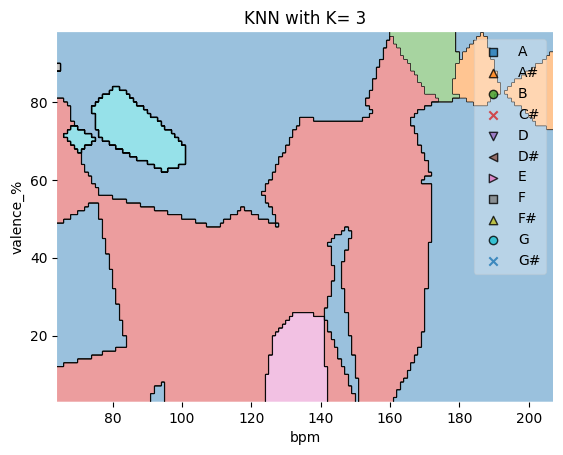 KNN with K= 3
valence_%
80
60
40
20
80
100
120
140
160
180
200
bpm
A
A#
B
C#
D
D#
E
F
F#
G
G#